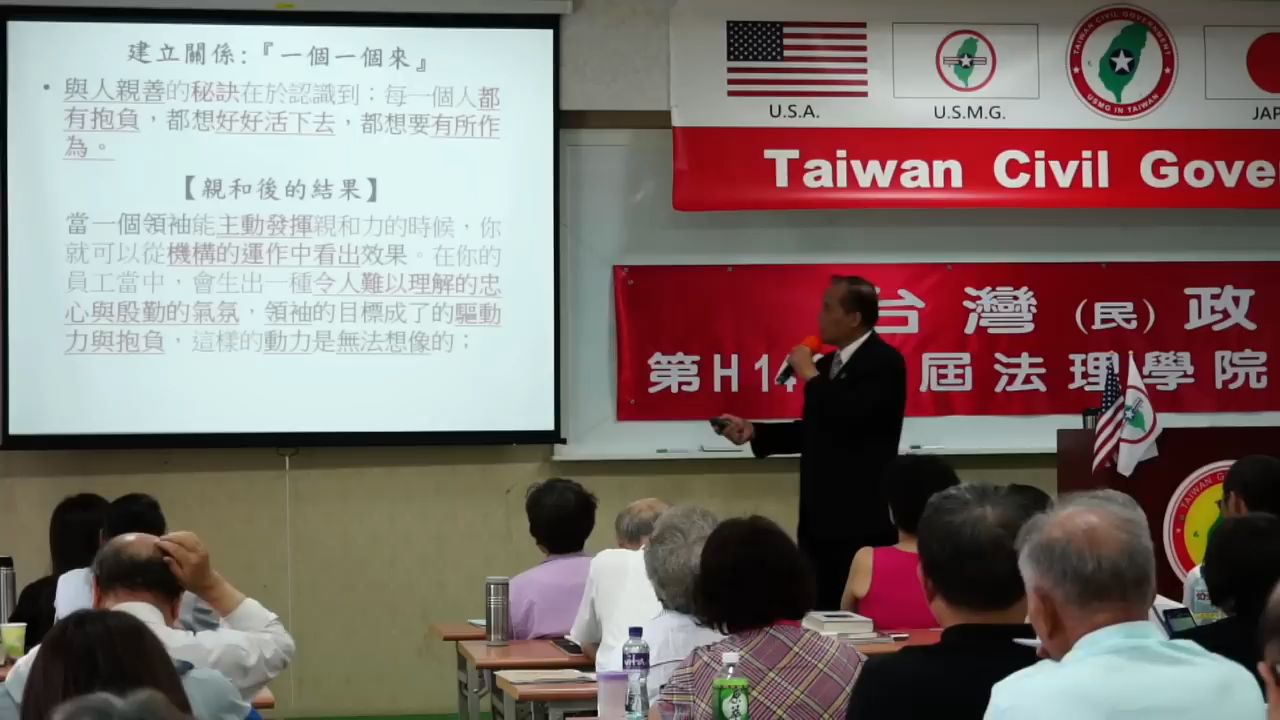 建立關係:『一個一個來』
• 與人親善的秘訣在於認識到：每一個人都
有抱負，都想好好活下去，都想要有所作
為。
【親和後的結果】
當一個領袖能主動發揮親和力的時候，你
就可以從機構的運作中看出效果。在你的
員工當中，會生出一種令人難以理解的忠
心與殷勤的氣氛，領袖的目標成了的驅動
力與抱負，這樣的動力是無法想像的；
U.S.A.
U.S.M.G.
TAIWAN CIVIL GOVERNMENT
USMG IN TAIWAN
JAP
Taiwan Civil Gove
台灣(民)政
第H14 屆法理學院
TAIWAN G